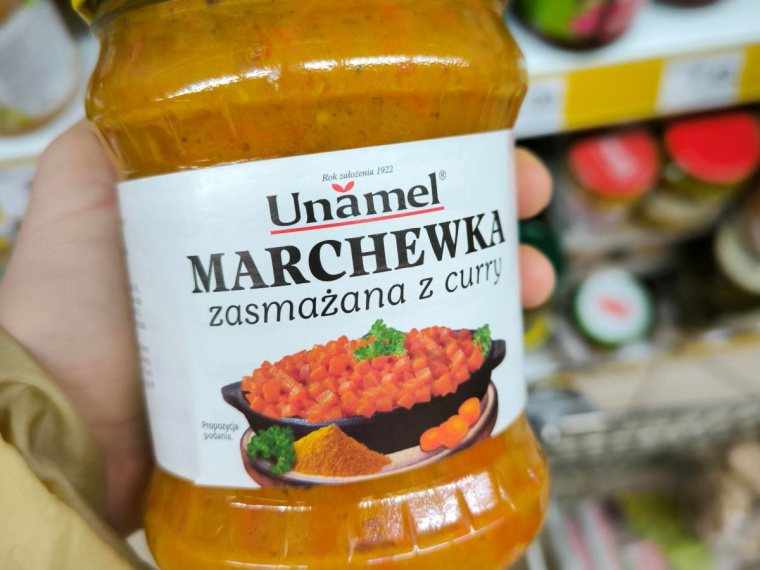 Rok założenia 1922
Unamel®
MARCHEWKA
zasmażana z curry
Propozycja
podania.